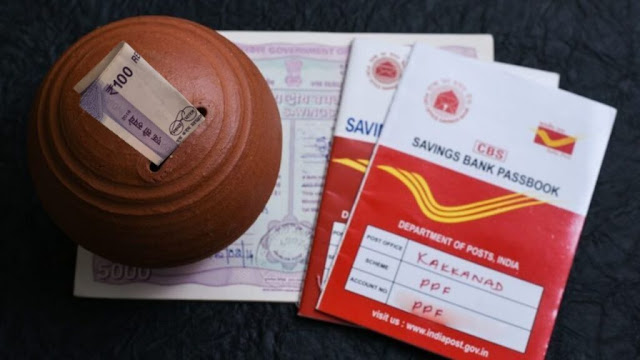 ₹100
GOVERNMENT OF
5000
SAVINGS
CBS
SAVINGS BANK PASSBOOK
DEPARTMENT OF POSTS, INDIA
POST OFFICE
KAKKANAD
SCHEME
PPF
ACCOUNT NO.
PPF
visit us : www.indiapost.gov.in